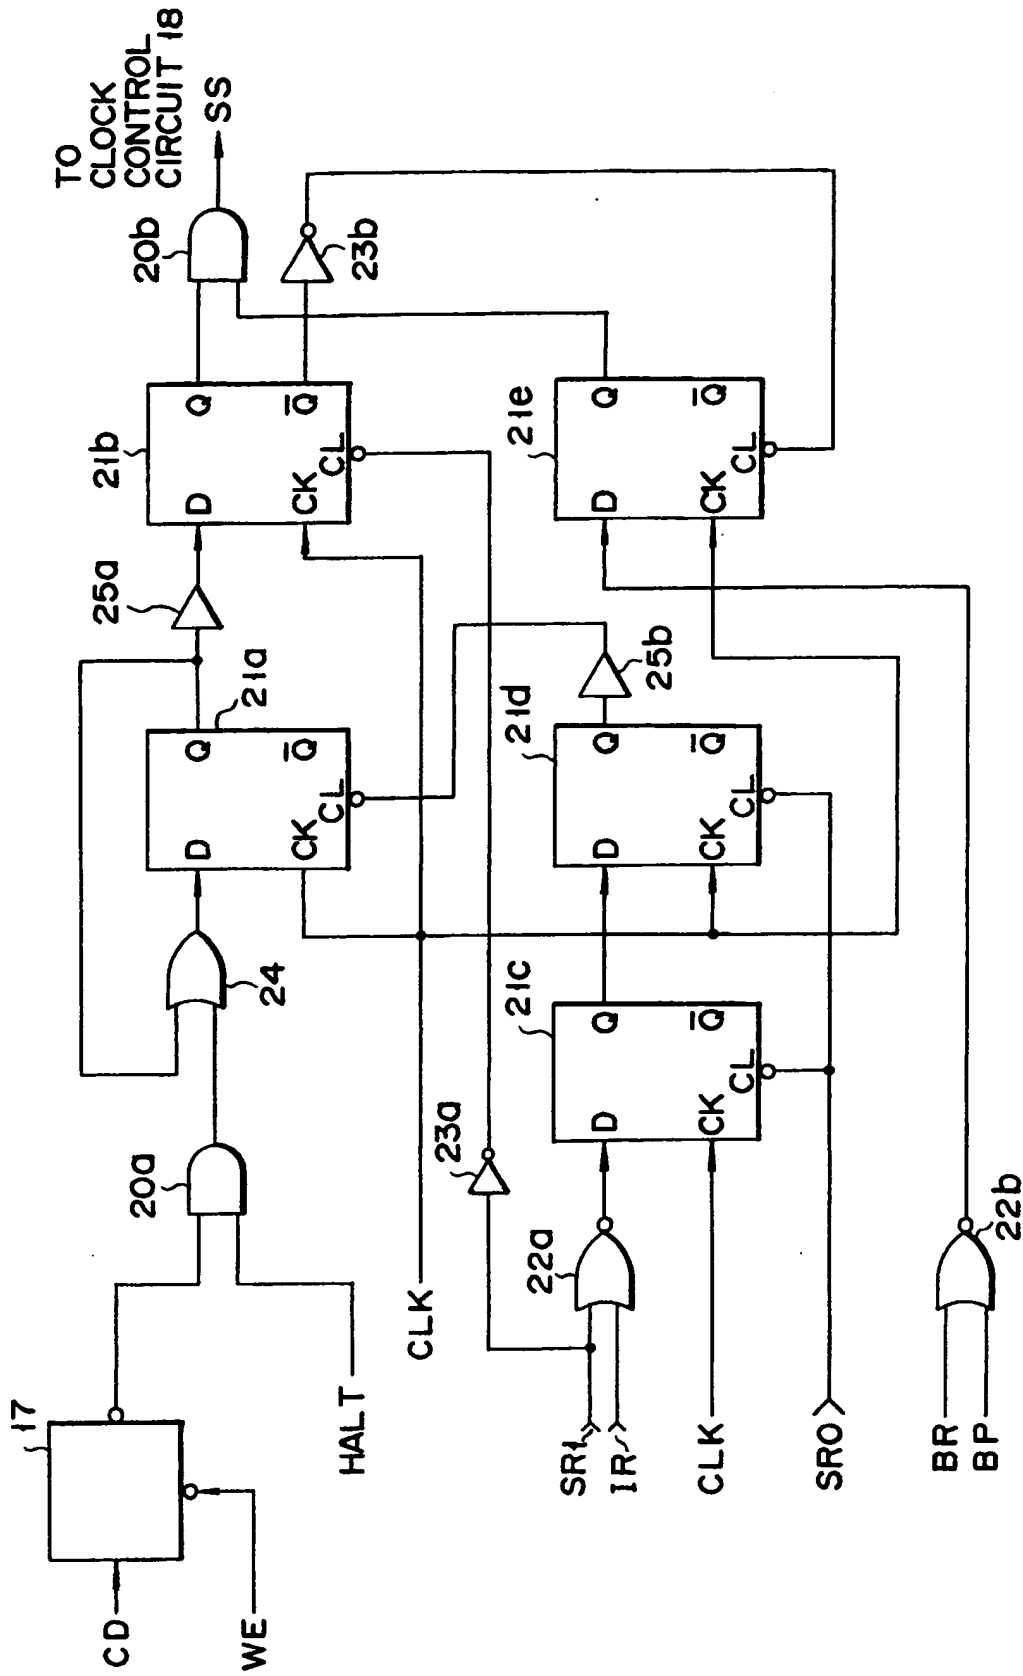 TO
CLOCK
CONTROL
CIRCUIT 18
SS
20b
23b
21b
D
Q
CK
Q̅
CL
25a
21a
D
Q
CK
Q̅
CL
24
20a
17
CD
WE
HALT
CLK
21e
D
Q
CK
Q̅
CL
25b
21d
D
Q
CK
Q̅
CL
21c
D
Q
CK
Q̅
CL
23a
22a
SR1
IR
CLK
SRO
22b
BR
BP